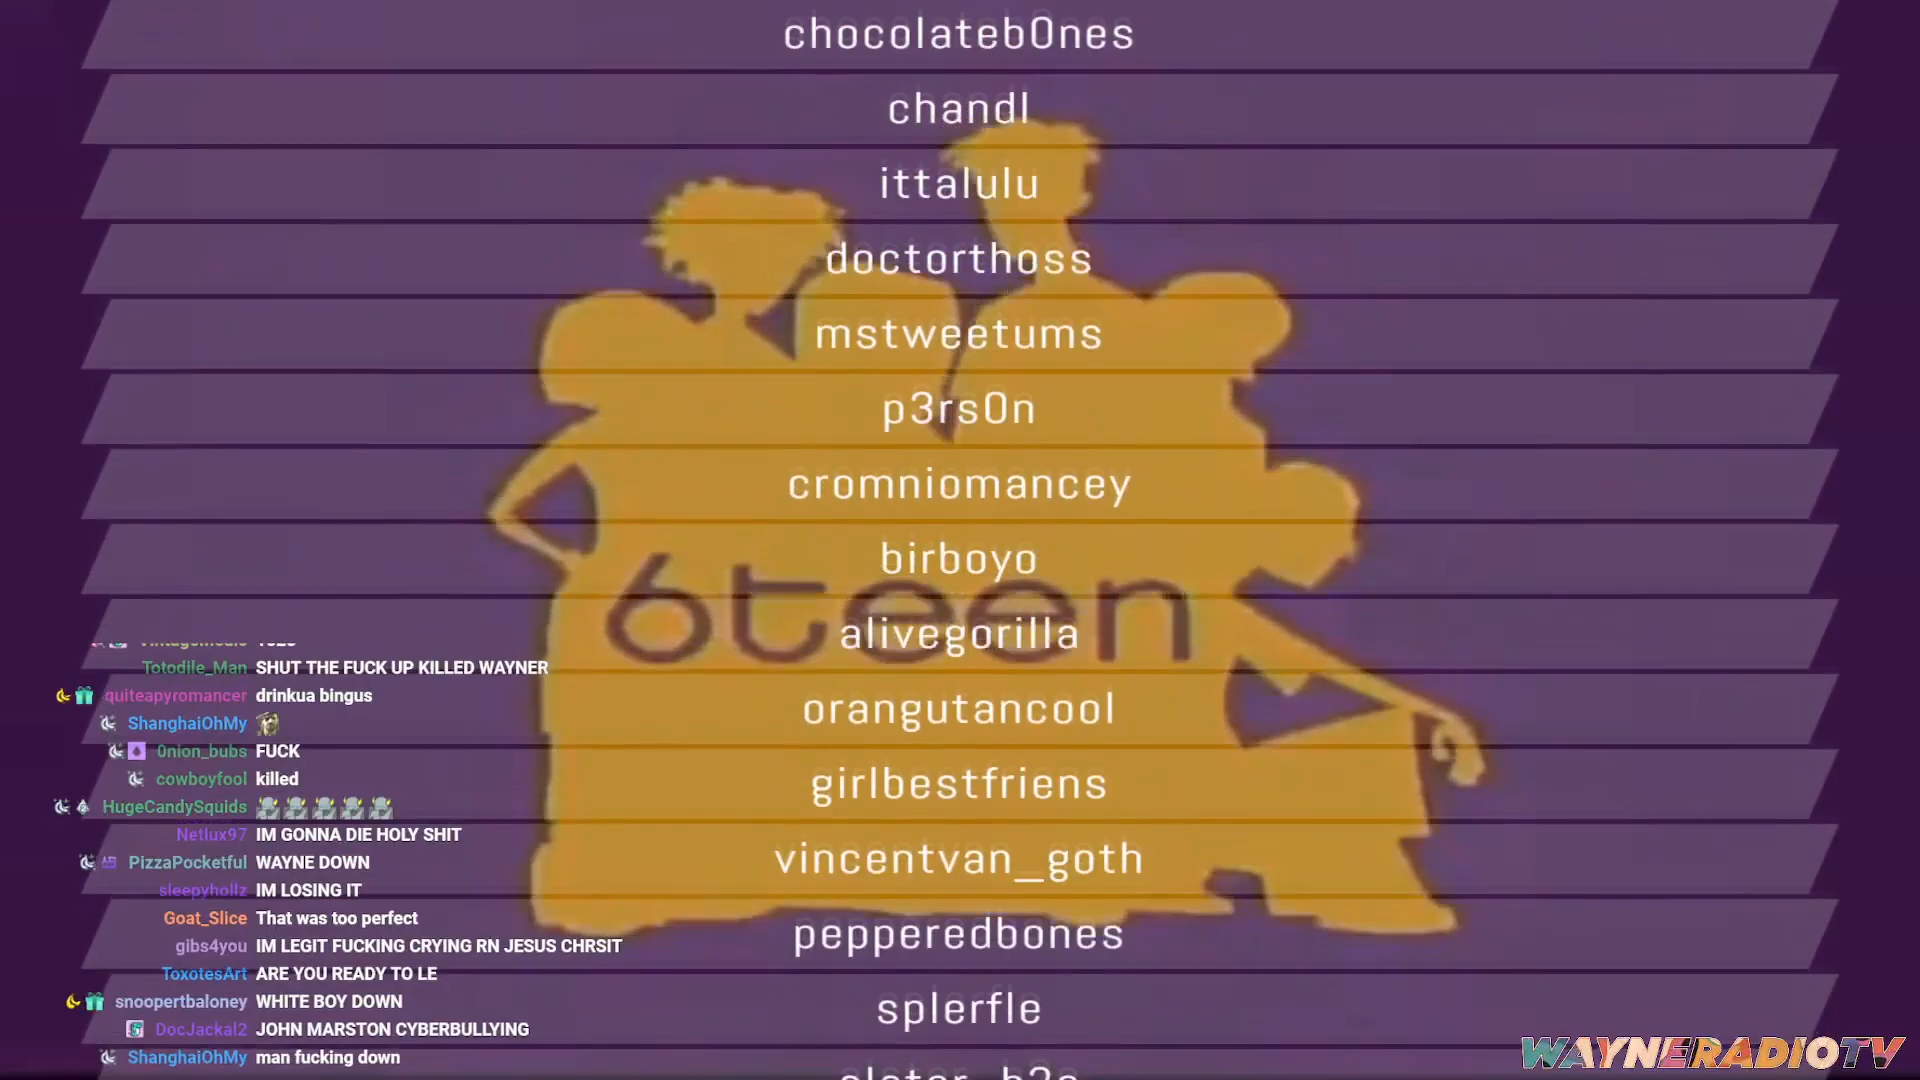 chocolateb0nes
chandl
ittalulu
doctorthoss
mstweetums
p3rs0n
cromniomancey
birboyo
6teen
alivegorilla
orangutancool
girlbestfriens
vincentvan_goth
pepperedbones
splerfle
Totodile_Man SHUT THE FUCK UP KILLED WAYNER
quiteapyromancer drinkua bingus
ShanghaiOhMy
0nion_bubs FUCK
cowboyfool killed
HugeCandySquids
Netlux97 IM GONNA DIE HOLY SHIT
PizzaPocketful WAYNE DOWN
sleepyhollz IM LOSING IT
Goat_Slice That was too perfect
gibs4you IM LEGIT FUCKING CRYING RN JESUS CHRSIT
ToxotesArt ARE YOU READY TO LE
snoopertbaloney WHITE BOY DOWN
DocJackal2 JOHN MARSTON CYBERBULLYING
ShanghaiOhMy man fucking down
WAYNERADIOTV